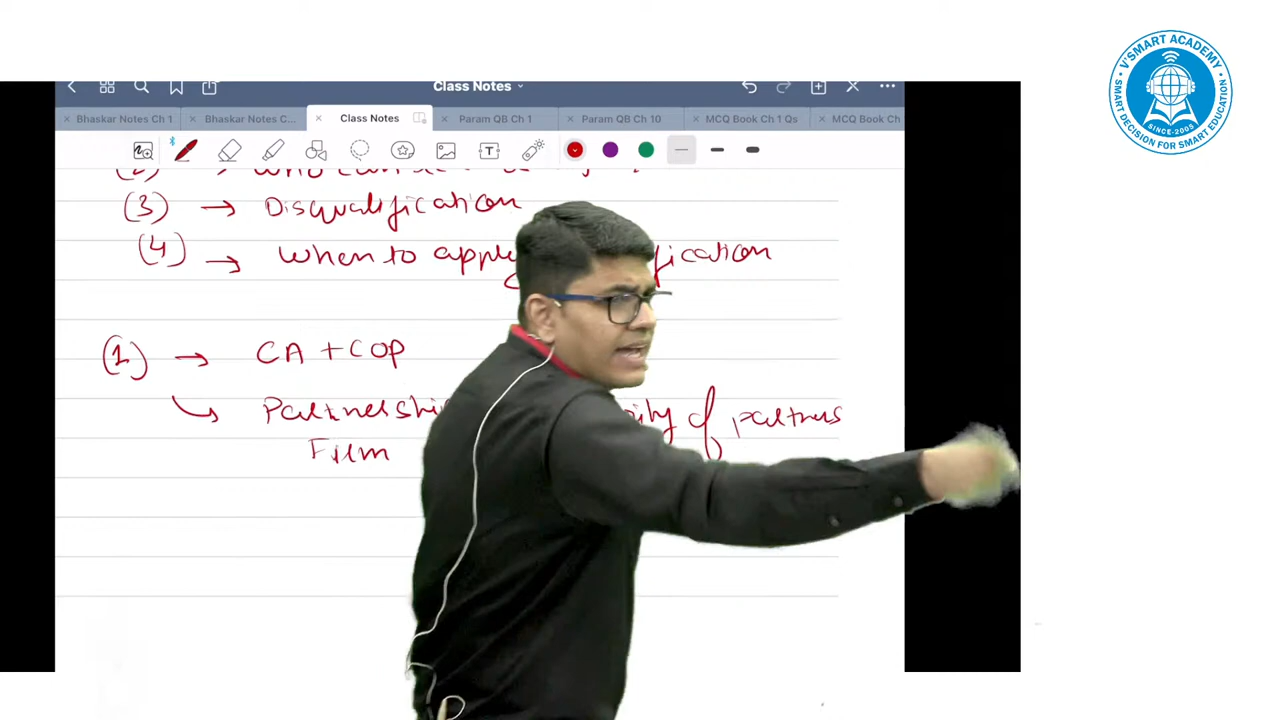 V'SMART ACADEMY
SMART DECISION FOR SMART EDUCATION
SINCE-2005
Class Notes
Bhaskar Notes Ch 1
Bhaskar Notes C...
Class Notes
Param QB Ch 1
Param QB Ch 10
MCQ Book Ch 1 Qs
MCQ Book Ch
T
(3) → Disqualification
(4) → When to apply
(1) → CA + COP
of partners
Firm